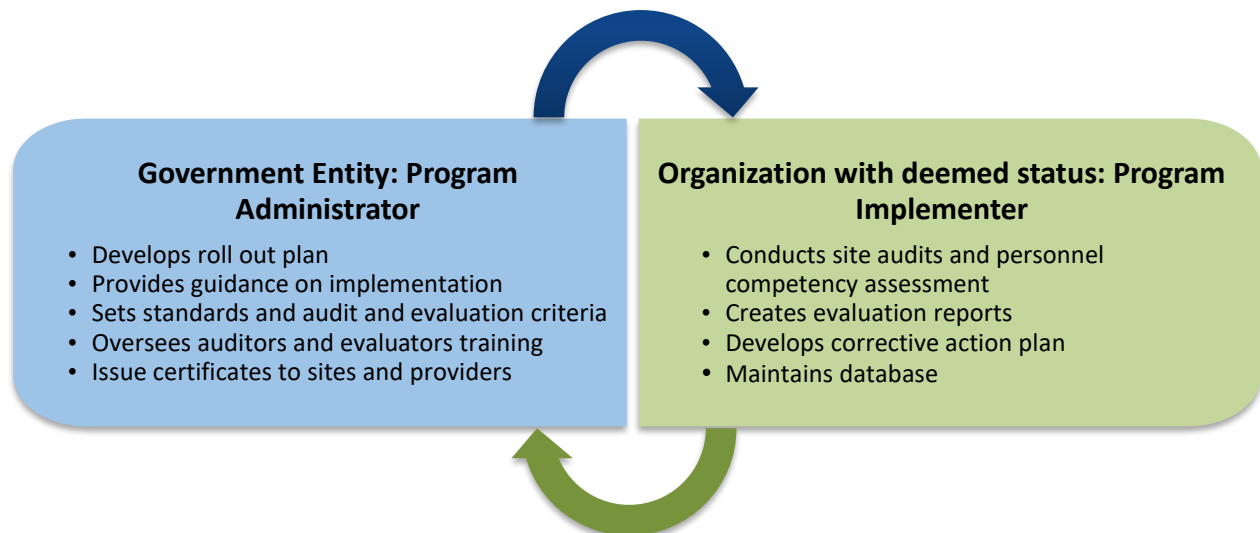 Government Entity: Program
Administrator
• Develops roll out plan
• Provides guidance on implementation
• Sets standards and audit and evaluation criteria
• Oversees auditors and evaluators training
• Issue certificates to sites and providers
Organization with deemed status: Program
Implementer
• Conducts site audits and personnel
competency assessment
• Creates evaluation reports
• Develops corrective action plan
• Maintains database